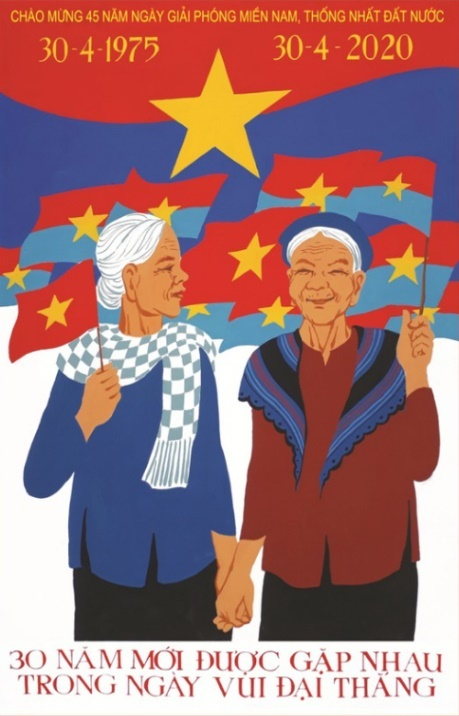 CHÀO MỪNG 45 NĂM NGÀY GIẢI PHÓNG MIỀN NAM, THỐNG NHẤT ĐẤT NƯỚC
30-4-1975 30-4-2020
30 NĂM MỚI ĐƯỢC GẶP NHAU
TRONG NGÀY VUI ĐẠI THẮNG